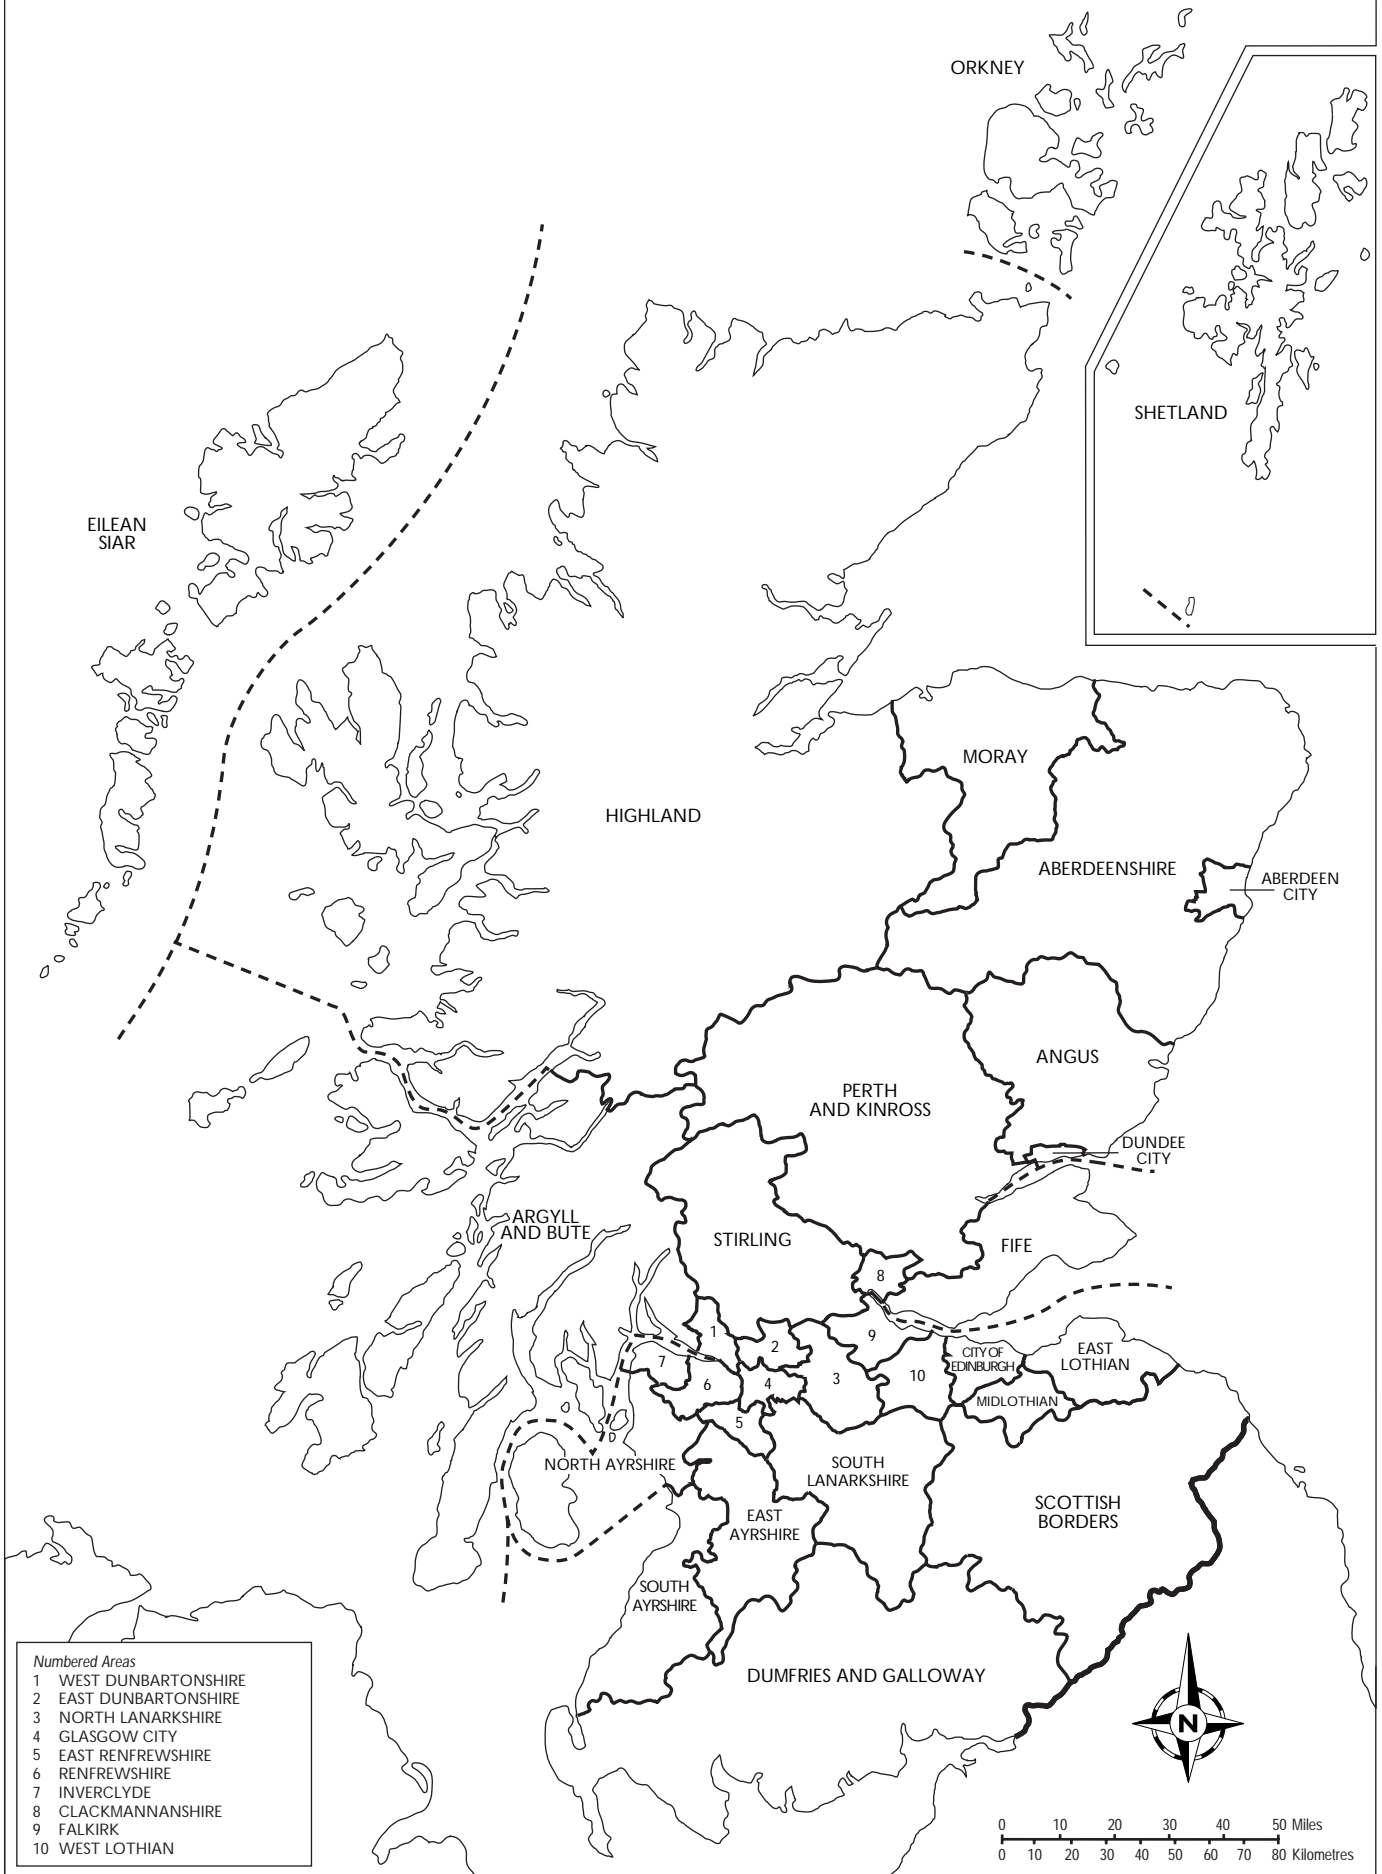 ORKNEY
SHETLAND
EILEAN
SIAR
MORAY
HIGHLAND
ABERDEENSHIRE
ABERDEEN
CITY
ANGUS
PERTH
AND KINROSS
DUNDEE
CITY
ARGYLL
AND BUTE
STIRLING
FIFE
8
1
2
9
7
6
4
3
10
5
CITY OF
EDINBURGH
EAST
LOTHIAN
MIDLOTHIAN
NORTH AYRSHIRE
SOUTH
LANARKSHIRE
EAST
AYRSHIRE
SCOTTISH
BORDERS
SOUTH
AYRSHIRE
DUMFRIES AND GALLOWAY
Numbered Areas
1 WEST DUNBARTONSHIRE
2 EAST DUNBARTONSHIRE
3 NORTH LANARKSHIRE
4 GLASGOW CITY
5 EAST RENFREWSHIRE
6 RENFREWSHIRE
7 INVERCLYDE
8 CLACKMANNANSHIRE
9 FALKIRK
10 WEST LOTHIAN
N
0 10 20 30 40 50 Miles
0 10 20 30 40 50 60 70 80 Kilometres